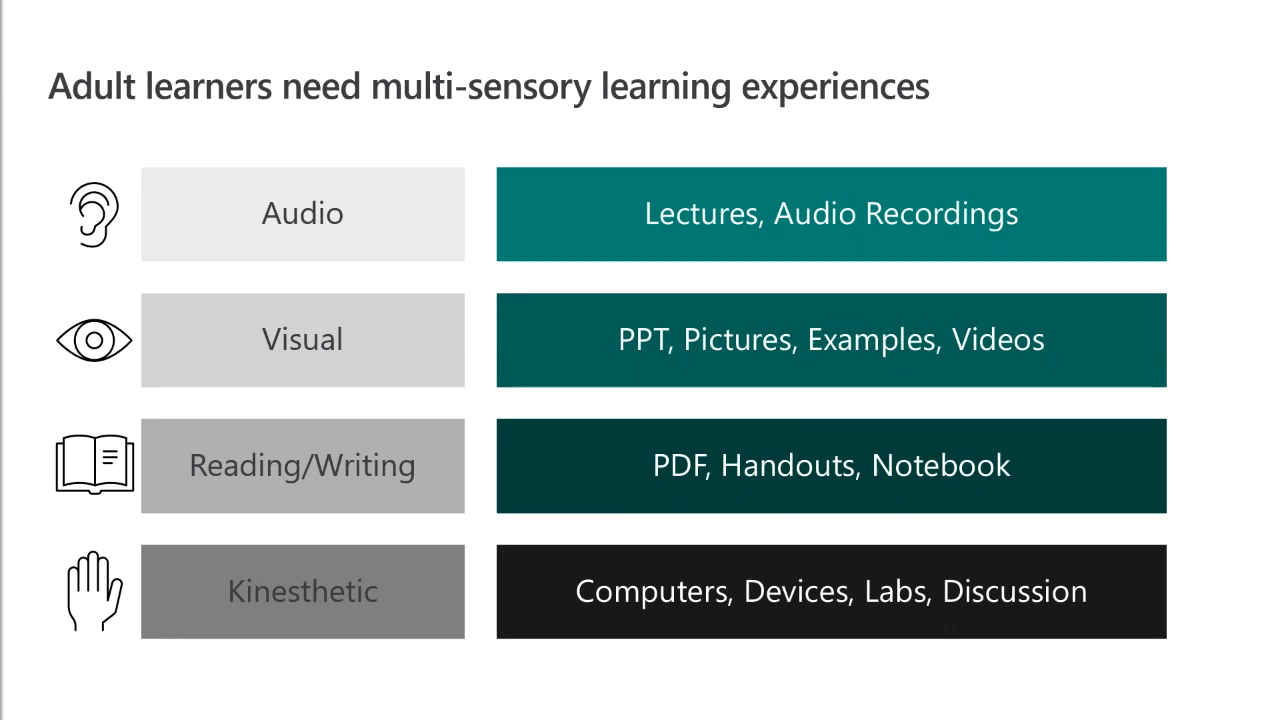 Adult learners need multi-sensory learning experiences
Audio
Lectures, Audio Recordings
Visual
PPT, Pictures, Examples, Videos
Reading/Writing
PDF, Handouts, Notebook
Kinesthetic
Computers, Devices, Labs, Discussion